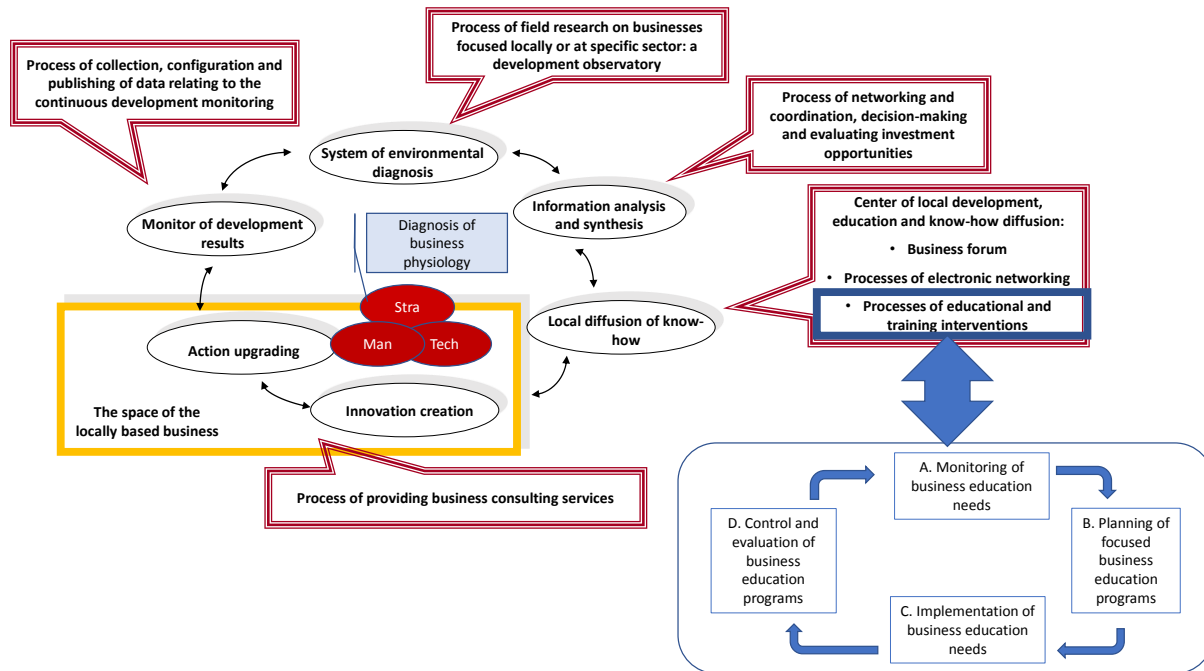 Process of field research on businesses
focused locally or at specific sector: a
development observatory
Process of collection, configuration and
publishing of data relating to the
continuous development monitoring
Process of networking and
coordination, decision-making
and evaluating investment
opportunities
System of environmental
diagnosis
Monitor of development
results
Information analysis
and synthesis
Diagnosis of
business
physiology
Center of local development,
education and know-how diffusion:
• Business forum
• Processes of electronic networking
• Processes of educational and
training interventions
Stra
Man
Tech
Local diffusion of know-
how
Action upgrading
Innovation creation
The space of the
locally based business
Process of providing business consulting services
A. Monitoring of
business education
needs
B. Planning of
focused
business
education
programs
C. Implementation of
business education
needs
D. Control and
evaluation of
business
education
programs